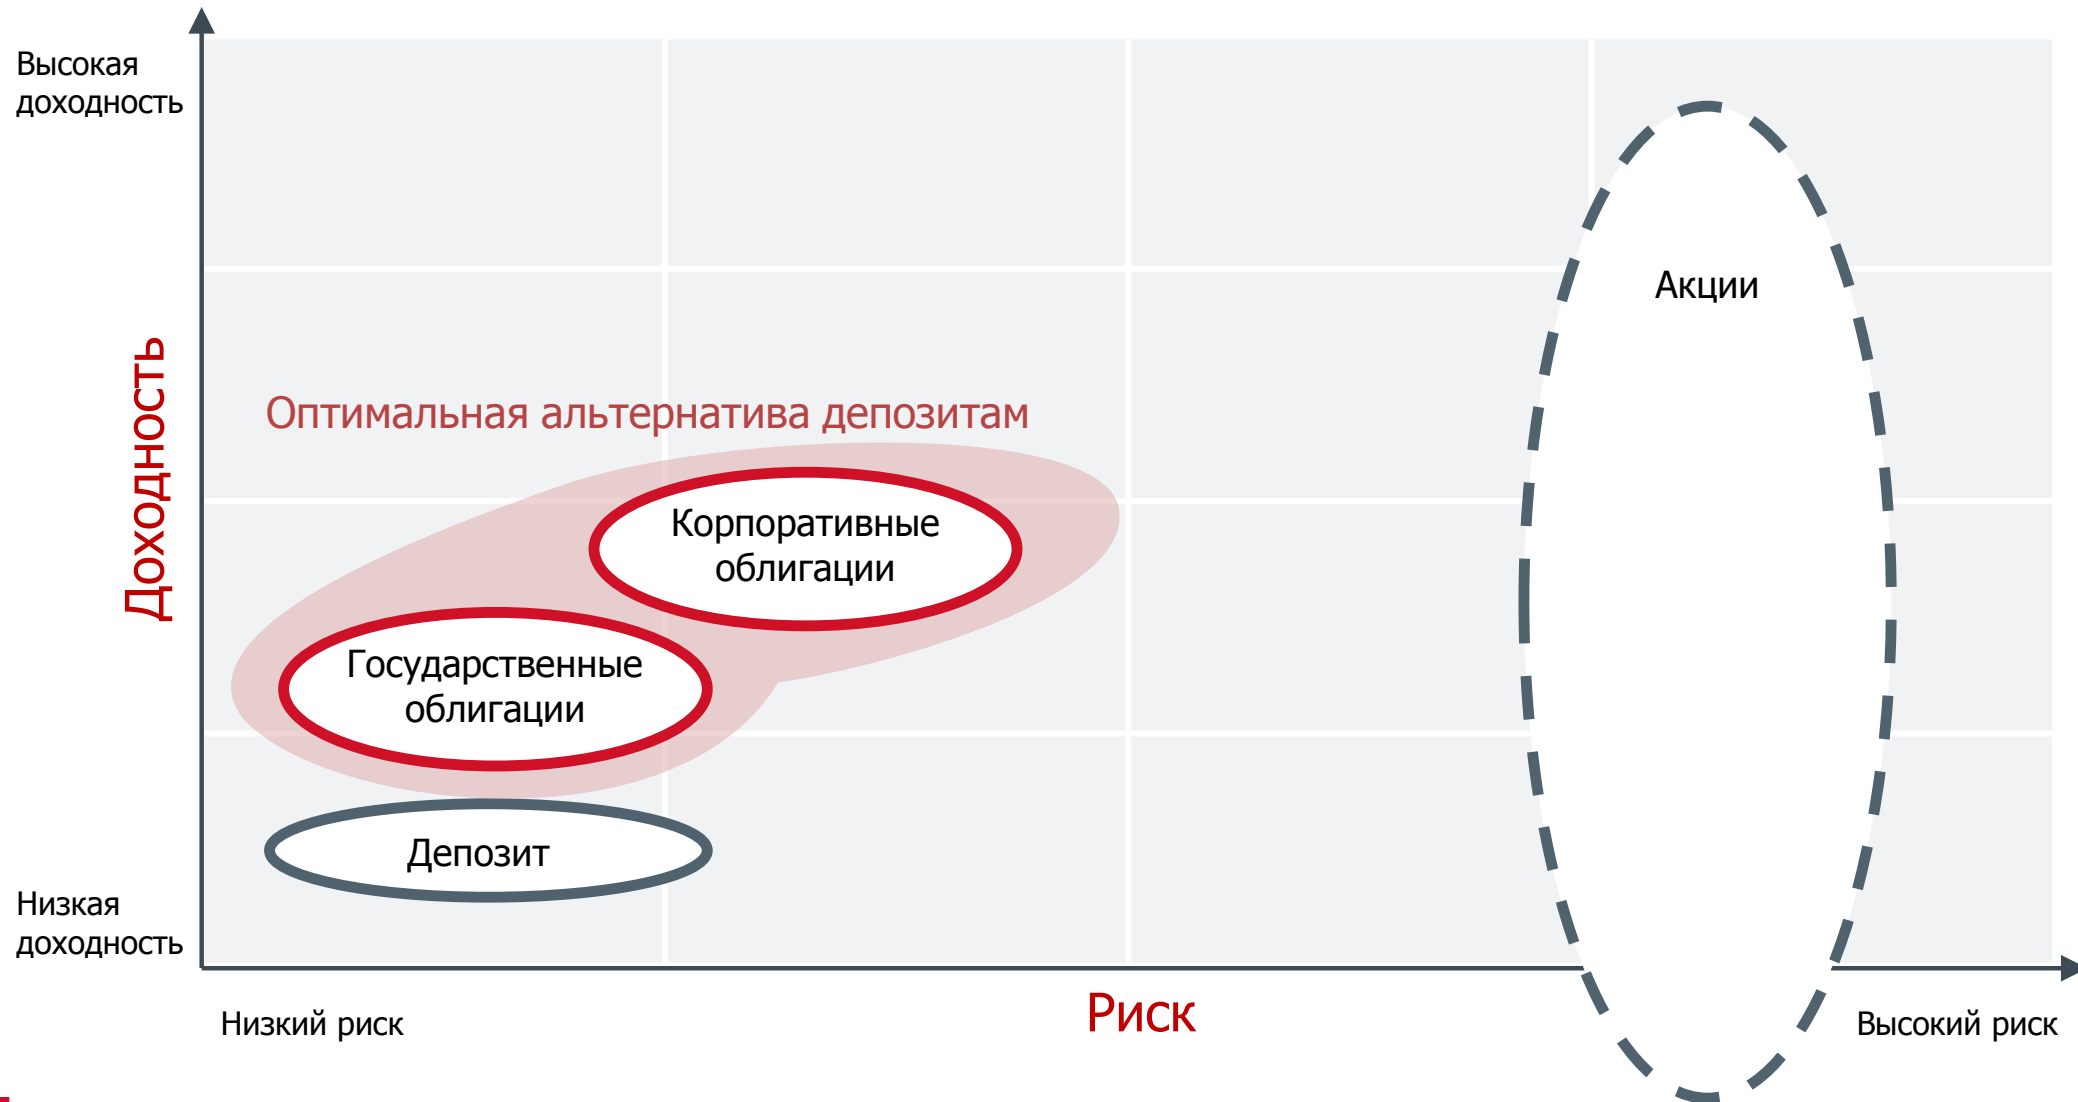 Высокая
доходность
Акции
Доходность
Оптимальная альтернатива депозитам
Корпоративные
облигации
Государственные
облигации
Депозит
Низкая
доходность
Низкий риск
Риск
Высокий риск